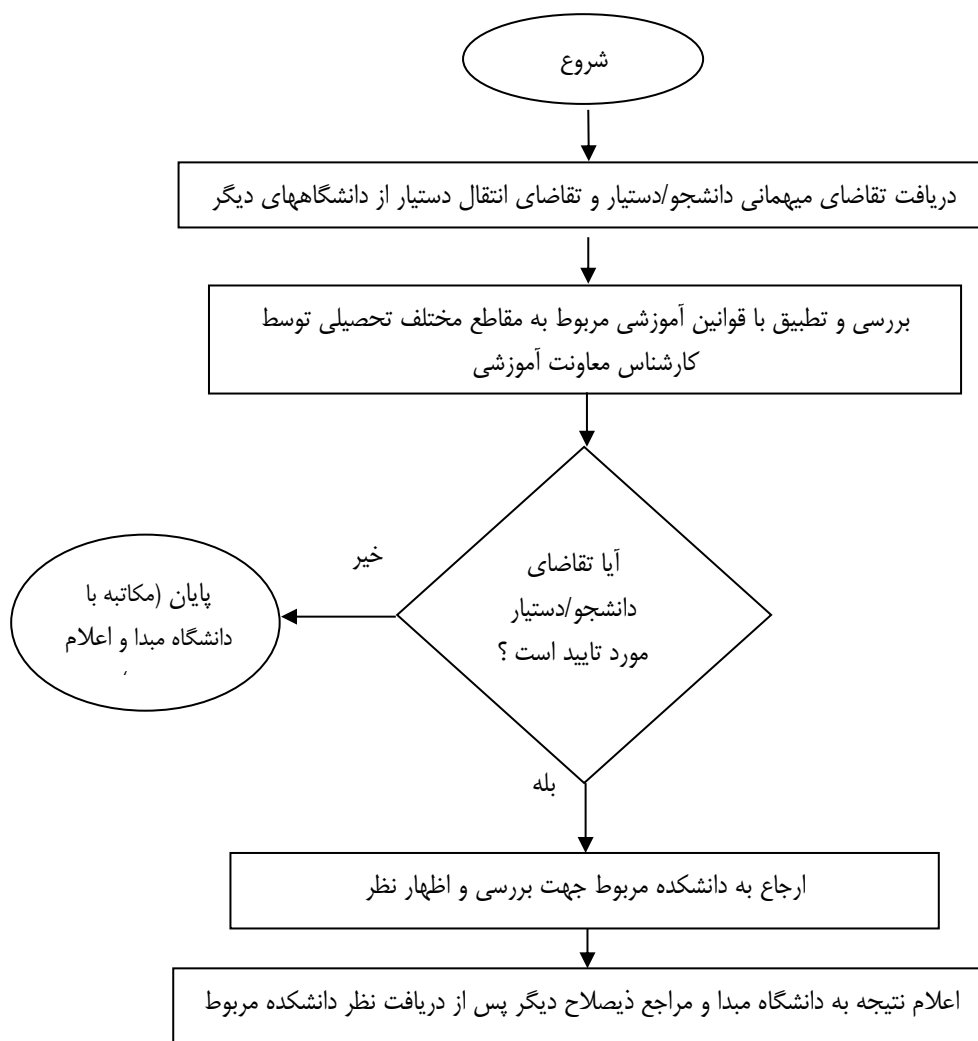 شروع
دریافت تقاضای میهمانی دانشجو/دستیار و تقاضای انتقال دستیار از دانشگاههای دیگر
بررسی و تطبیق با قوانین آموزشی مربوط به مقاطع مختلف تحصیلی توسط
کارشناس معاونت آموزشی
آیا تقاضای
دانشجو/دستیار
مورد تایید است ؟
خیر
پایان (مکاتبه با
دانشگاه مبدا و اعلام
بله
ارجاع به دانشکده مربوط جهت بررسی و اظهار نظر
اعلام نتیجه به دانشگاه مبدا و مراجع ذیصلاح دیگر پس از دریافت نظر دانشکده مربوط